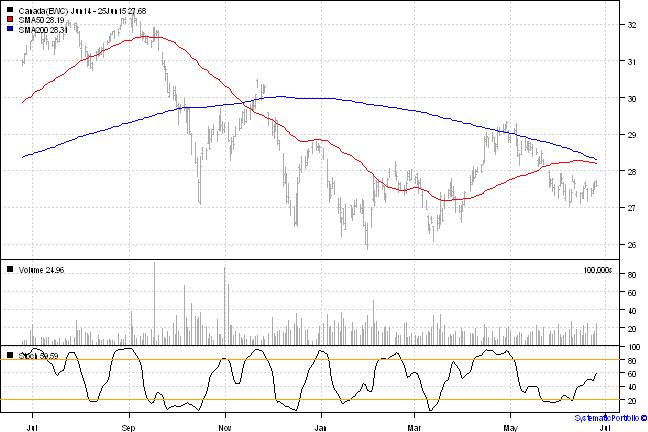 Canada(EWC) Jun 14 - 25Jun15 27.68
SMA50 28.19
SMA200 28.31
32
31
30
29
28
27
26
Volume 24.96
100,000s
80
60
40
20
Stoch 59.59
100
80
60
40
20
Jul
Sep
Nov
Jan
Mar
May
Jul
SystematicPortfolio ©